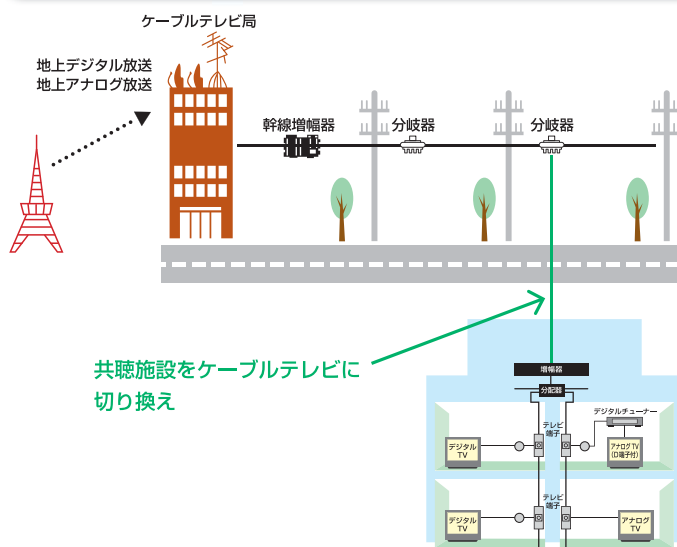 ケーブルテレビ局
地上デジタル放送
地上アナログ放送
幹線増幅器
分岐器
分岐器
共聴施設をケーブルテレビに
切り換え
増幅器
分配器
デジタルチューナー
テレビ
端子
デジタル
TV
アナログTV
（D端子付）
テレビ
端子
デジタル
TV
アナログ
TV